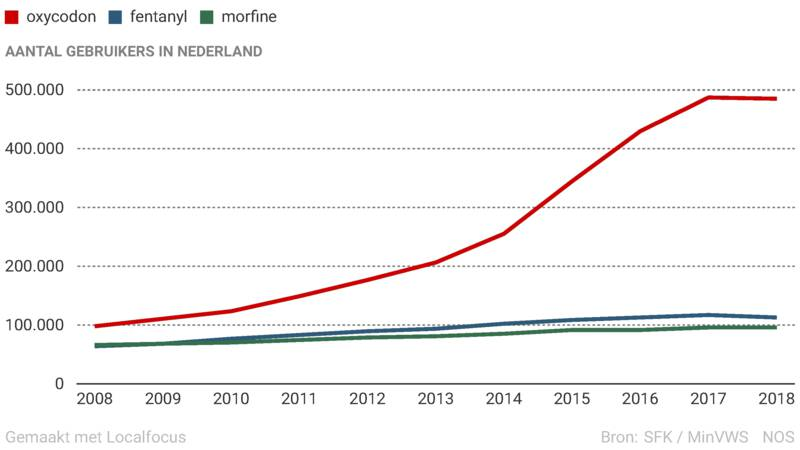 oxycodon fentanyl morfine
AANTAL GEBRUIKERS IN NEDERLAND
500.000
400.000
300.000
200.000
100.000
0
2008 2009 2010 2011 2012 2013 2014 2015 2016 2017 2018
Gemaakt met Localfocus Bron: SFK / MinVWS NOS